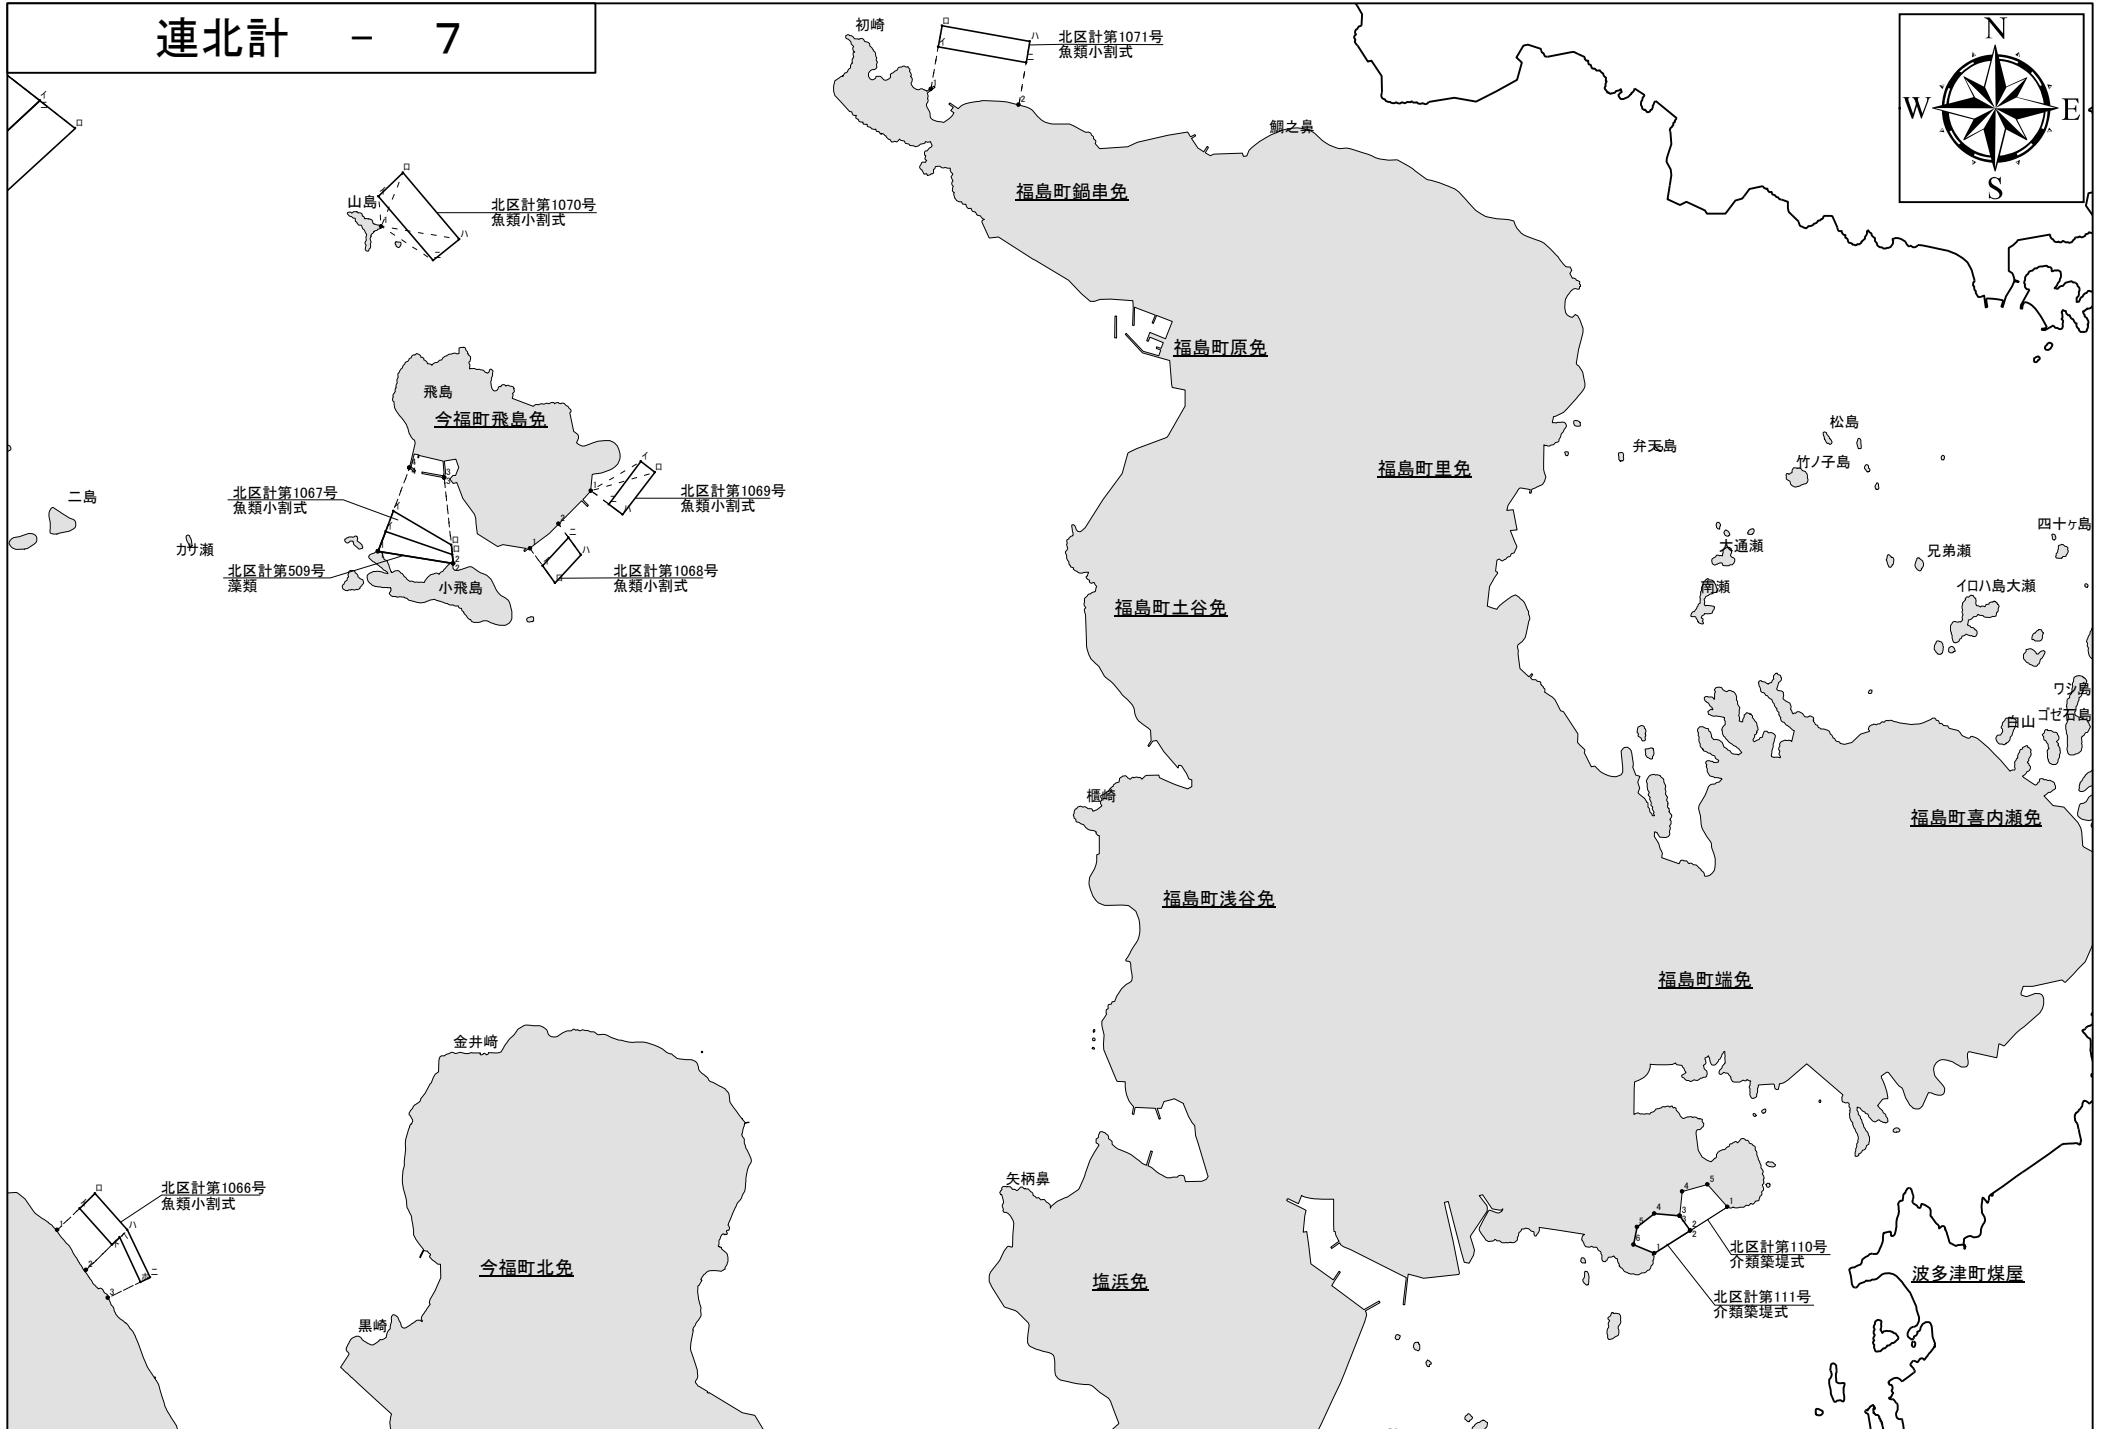 連北計 － 7
初崎
北区計第1071号
魚類小割式
鯛之鼻
N
W
E
S
福島町鍋串免
山島
北区計第1070号
魚類小割式
福島町原免
飛島
今福町飛島免
松島
弁天島
竹ノ子島
福島町里免
二島
北区計第1067号
魚類小割式
北区計第1069号
魚類小割式
四十ヶ島
カサ瀬
大通瀬
兄弟瀬
北区計第509号
藻類
小飛島
北区計第1068号
魚類小割式
南瀬
イロハ島大瀬
福島町土谷免
ワシ島
白山
ゴゼ石島
櫃崎
福島町喜内瀬免
福島町浅谷免
福島町端免
金井﨑
矢柄鼻
北区計第1066号
魚類小割式
北区計第110号
介類築堤式
今福町北免
塩浜免
波多津町煤屋
北区計第111号
介類築堤式
黒崎